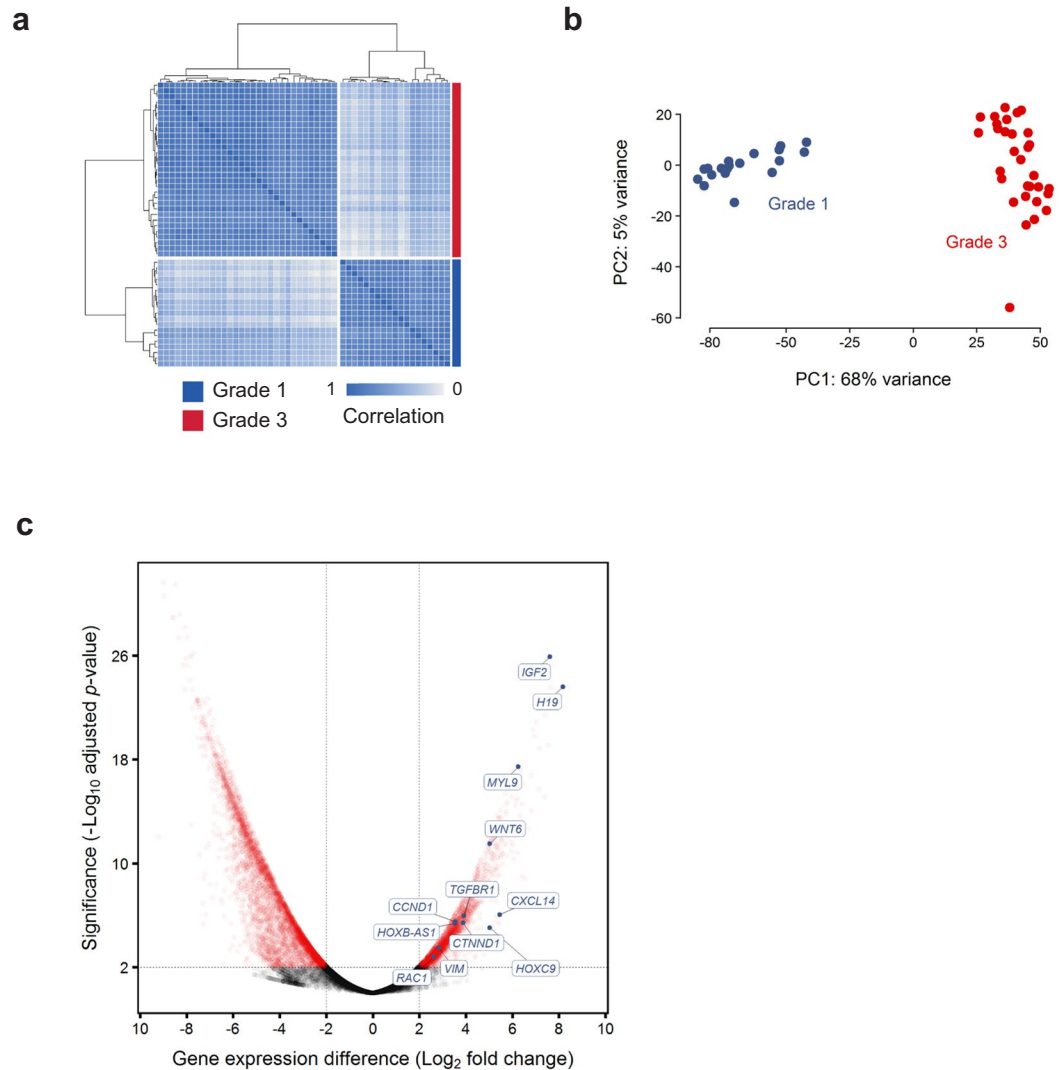 a
Grade 1
Grade 3
1
0
Correlation
b
20
0
-20
-40
-60
PC2: 5% variance
Grade 1
Grade 3
-80
-50
-25
0
25
50
PC1: 68% variance
c
Significance (-Log10 adjusted p-value)
26
18
10
2
IGF2
H19
MYL9
WNT6
TGFBR1
CCND1
CXCL14
HOXB-AS1
CTNND1
VIM
HOXC9
RAC1
10 -8 -6 -4 -2 0 2 4 6 8 10
Gene expression difference (Log2 fold change)